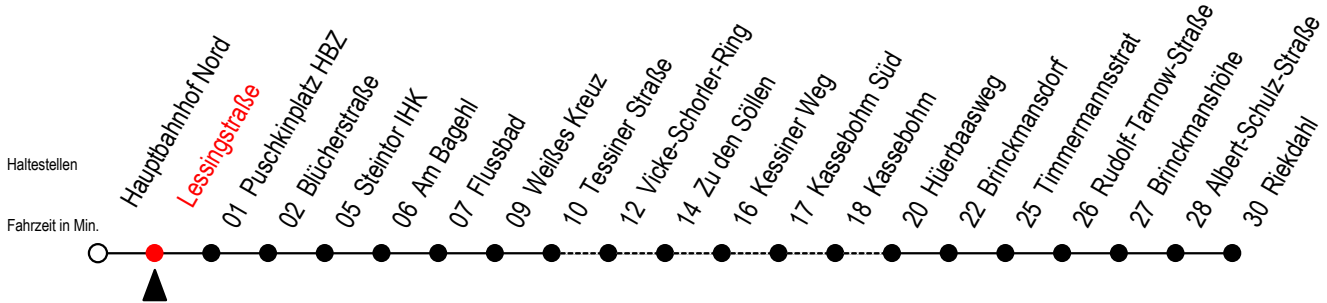 Haltestellen
Fahrzeit in Min.
Hauptbahnhof Nord
Lessingstraße
01 Puschkinplatz HBZ
02 Blücherstraße
05 Steintor IHK
06 Am Bagehl
07 Flussbad
09 Weißes Kreuz
10 Tessiner Straße
12 Vicke-Schorler-Ring
14 Zu den Söllen
16 Kessiner Weg
17 Kassebohm Süd
18 Kassebohm
20 Hüerbaasweg
22 Brinckmansdorf
25 Timmermannsstrat
26 Rudolf-Tarnow-Straße
27 Brinckmanshöhe
28 Albert-Schulz-Straße
30 Riekdahl